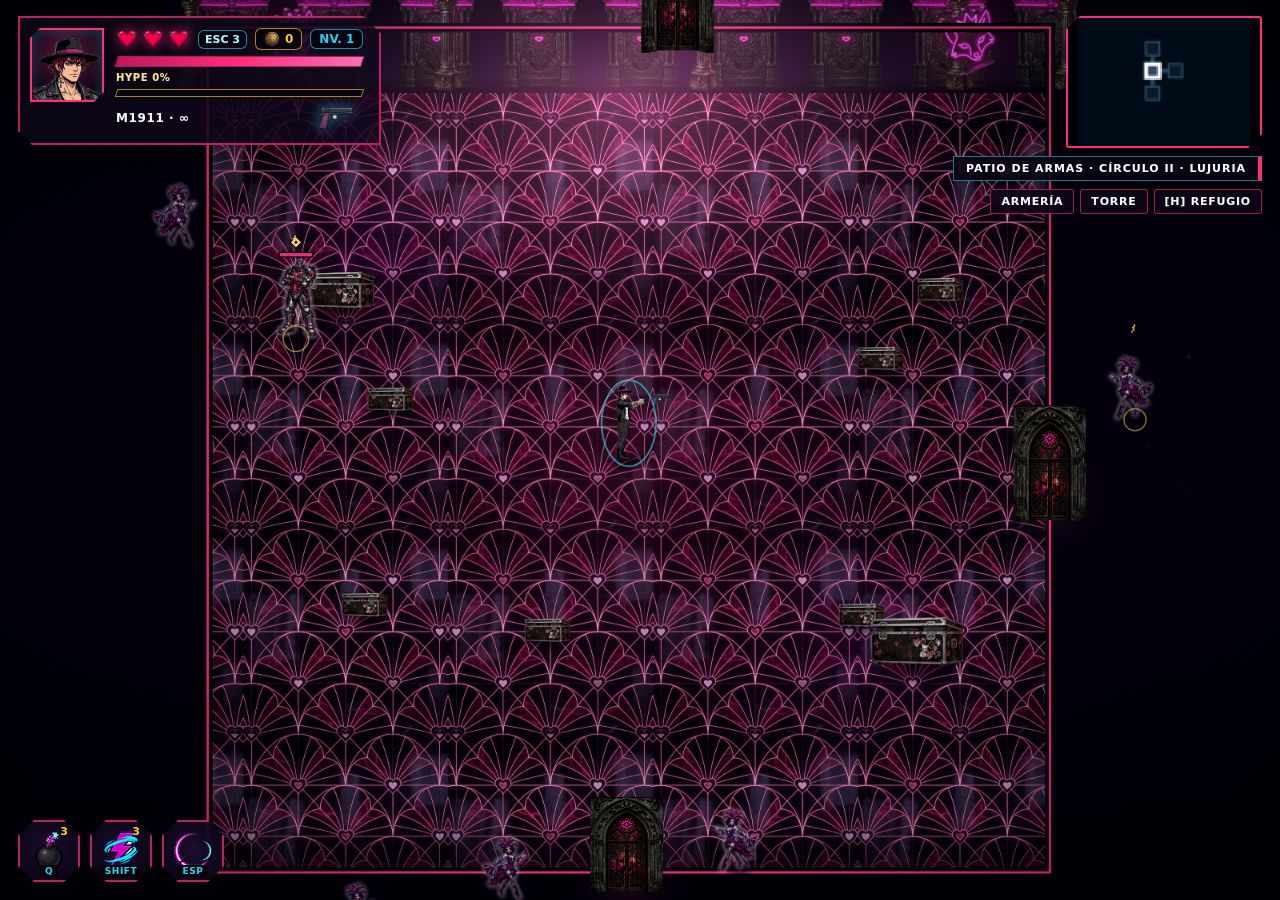 ESC 3
0
NV. 1
HYPE 0%
M1911 · ∞
PATIO DE ARMAS · CÍRCULO II · LUJURIA
ARMERÍA
TORRE
[H] REFUGIO
3
Q
3
SHIFT
ESP